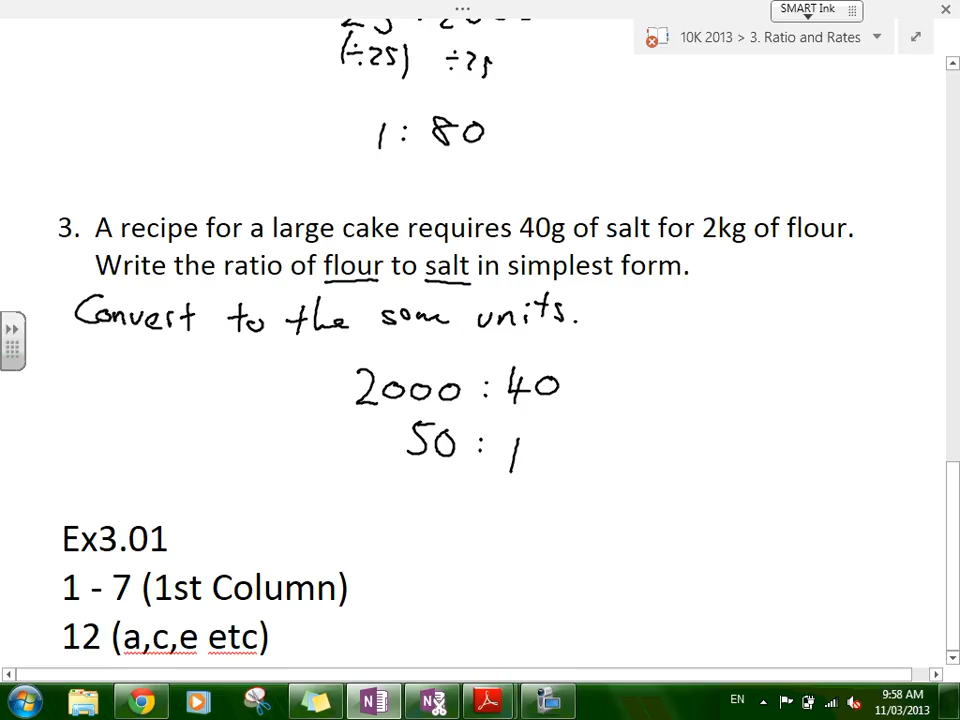 SMART Ink
10K 2013 > 3. Ratio and Rates
(÷25) ÷25
1 : 80
3. A recipe for a large cake requires 40g of salt for 2kg of flour.
Write the ratio of flour to salt in simplest form.
Convert to the same units.
2000 : 40
50 : 1
Ex3.01
1 - 7 (1st Column)
12 (a,c,e etc)
EN
9:58 AM
11/03/2013